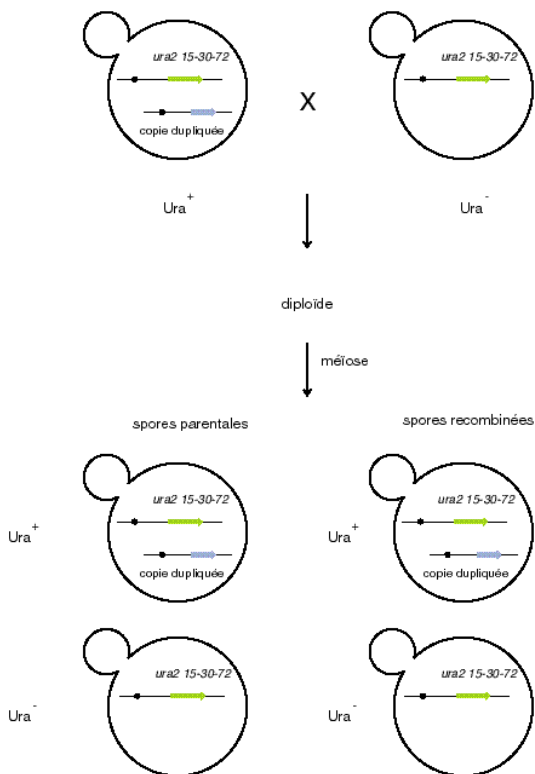 ura2 15-30-72
ura2 15-30-72
X
copie dupliquée
Ura+
Ura-
diploïde
méïose
spores parentales
spores recombinées
ura2 15-30-72
ura2 15-30-72
Ura+
Ura+
copie dupliquée
copie dupliquée
ura2 15-30-72
ura2 15-30-72
Ura-
Ura-